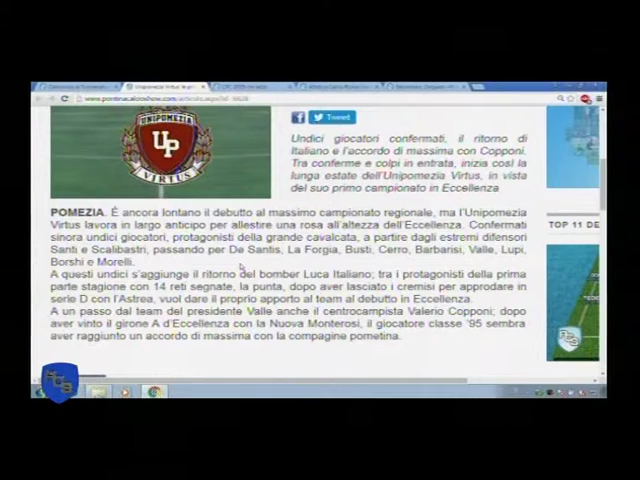 www.pontinacalcioshow.com
UNIPOMEZIA
UP
VIRTUS
Tweet
Undici giocatori confermati, il ritorno di
Italiano e l'accordo di massima con Copponi.
Tra conferme e colpi in entrata, inizia così la
lunga estate dell'Unipomezia Virtus, in vista
del suo primo campionato in Eccellenza
TOP 11 DE
POMEZIA. È ancora lontano il debutto al massimo campionato regionale, ma l'Unipomezia
Virtus lavora in largo anticipo per allestire una rosa all'altezza dell'Eccellenza. Confermati
sinora undici giocatori, protagonisti della grande cavalcata, a partire dagli estremi difensori
Santi e Scalibastri, passando per De Santis, La Forgia, Busti, Cerro, Barbarisi, Valle, Lupi,
Borshi e Morelli.
A questi undici s'aggiunge il ritorno del bomber Luca Italiano; tra i protagonisti della prima
parte stagione con 14 reti segnate, la punta, dopo aver lasciato i cremisi per approdare in
serie D con l'Astrea, vuol dare il proprio apporto al team al debutto in Eccellenza.
A un passo dal team del presidente Valle anche il centrocampista Valerio Copponi; dopo
aver vinto il girone A d'Eccellenza con la Nuova Monterosi, il giocatore classe '95 sembra
aver raggiunto un accordo di massima con la compagine pometina.